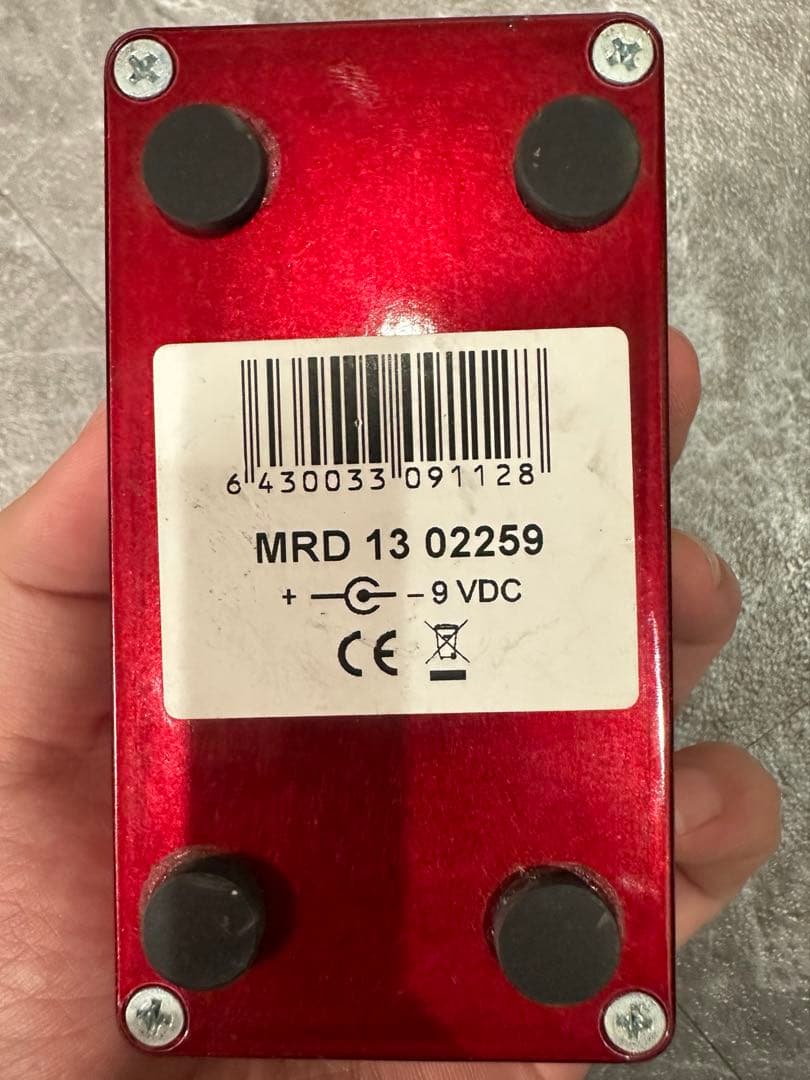 6 430033 091128
MRD 13 02259
+ – 9 VDC
CE